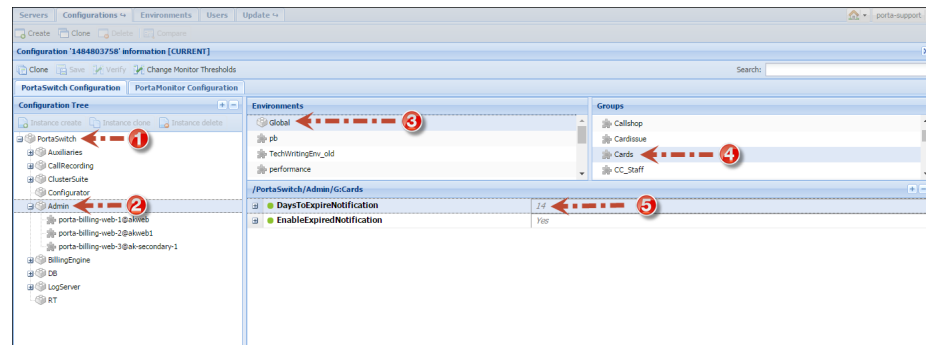 Servers Configurations Environments Users Update
porta-support
Create Clone Delete Compare
Configuration '1484803758' information [CURRENT]
Clone Save Verify Change Monitor Thresholds Search:
PortaSwitch Configuration PortaMonitor Configuration
Configuration Tree
Instance create Instance clone Instance delete
PortaSwitch 1
Auxiliaries
CallRecording
ClusterSuite
Configurator
Admin 2
porta-billing-web-1@akweb
porta-billing-web-2@akweb1
porta-billing-web-3@ak-secondary-1
BillingEngine
DB
LogServer
RT
Environments
Global 3
pb
TechWritingEnv_old
performance
Groups
Callshop
Cardissue
Cards 4
CC_Staff
/PortaSwitch/Admin/G:Cards
DaysToExpireNotification 14 5
EnableExpiredNotification Yes